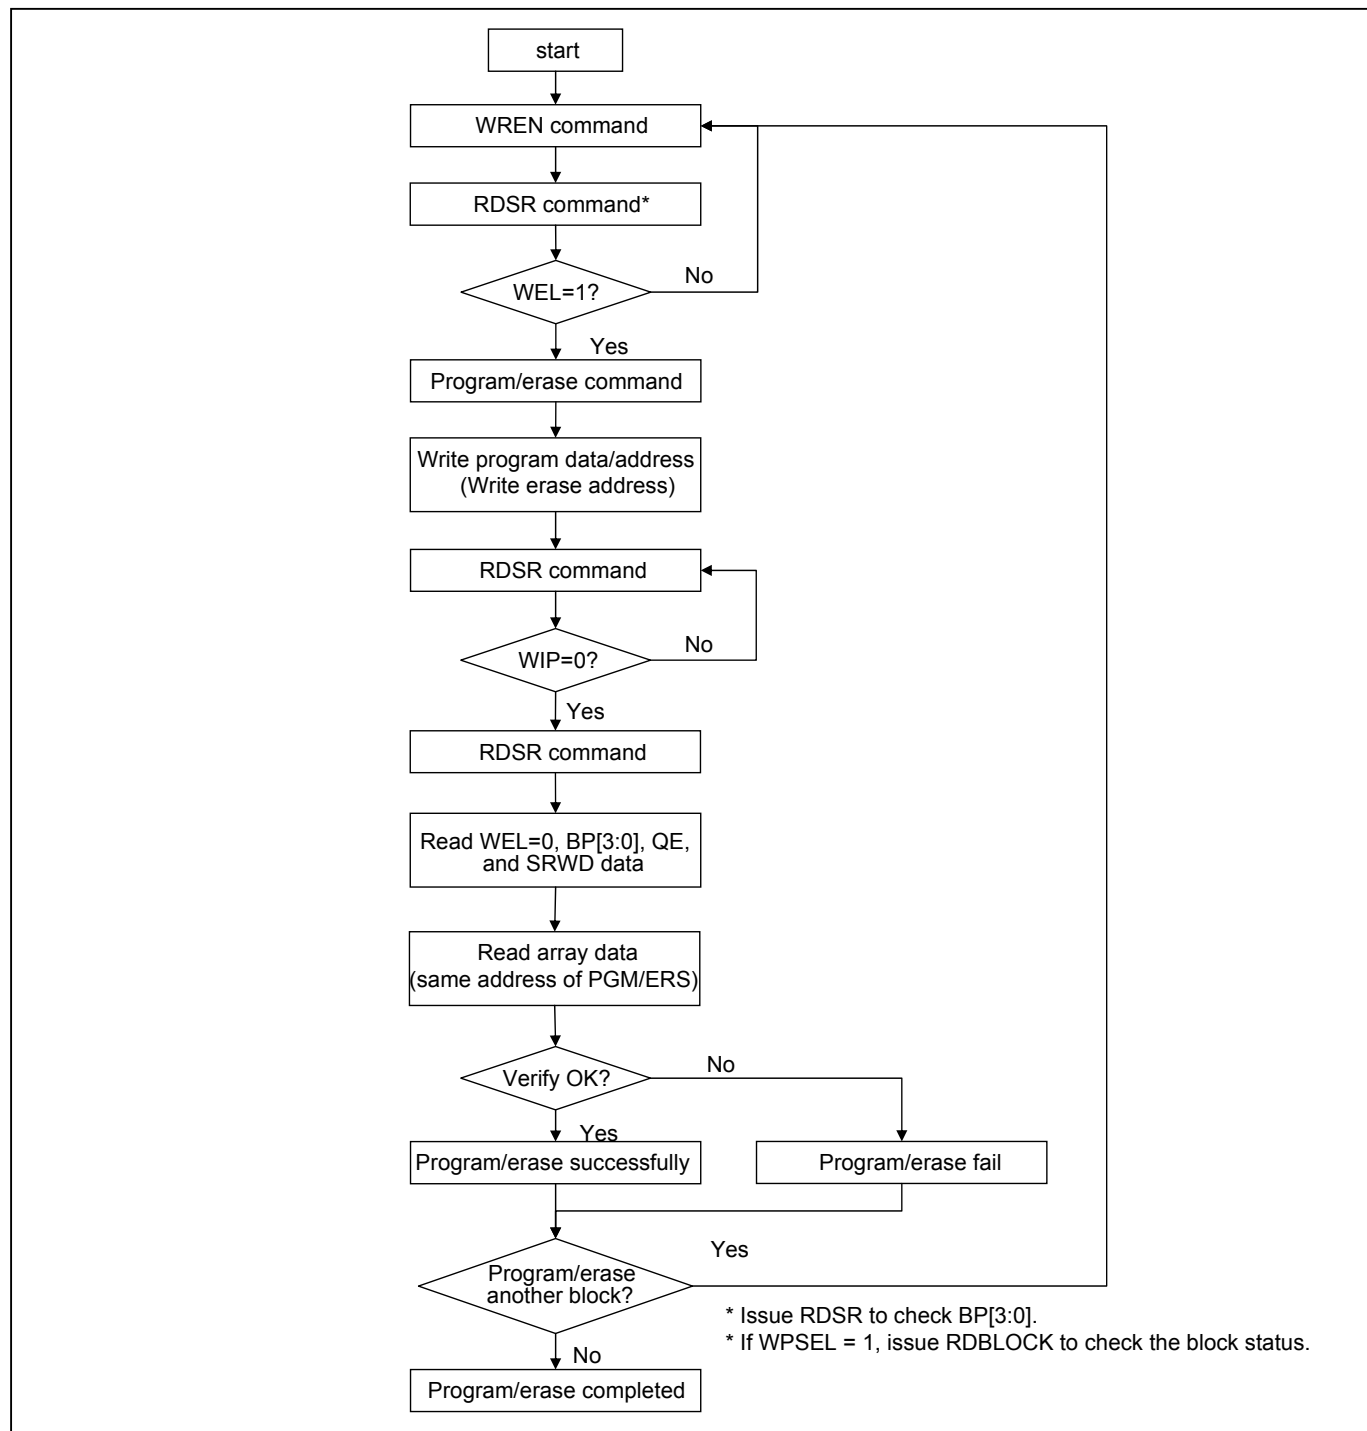 start
WREN command
RDSR command*
WEL=1?
No
Yes
Program/erase command
Write program data/address
(Write erase address)
RDSR command
WIP=0?
No
Yes
RDSR command
Read WEL=0, BP[3:0], QE,
and SRWD data
Read array data
(same address of PGM/ERS)
Verify OK?
No
Yes
Program/erase successfully
Program/erase fail
Yes
Program/erase
another block?
* Issue RDSR to check BP[3:0].
* If WPSEL = 1, issue RDBLOCK to check the block status.
No
Program/erase completed